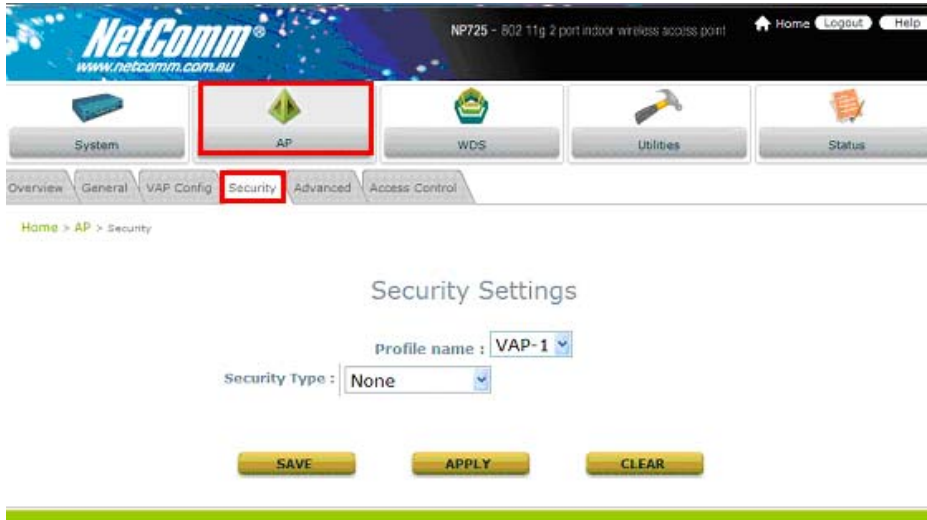 NetComm®
www.netcomm.com.au
NP725 - 802 11g 2 port indoor wireless access point
Home Logout Help
System AP WDS Utilities Status
Overview General VAP Config Security Advanced Access Control
Home > AP > Security
Security Settings
Profile name : VAP-1
Security Type : None
SAVE APPLY CLEAR